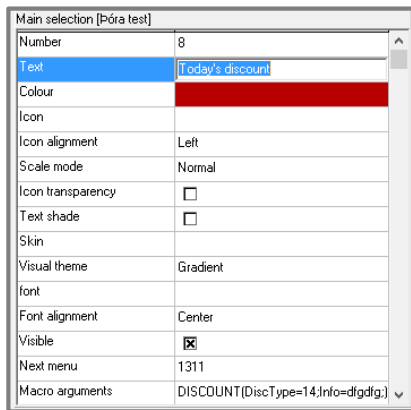 Main selection [Þóra test]
Number 8
Text Today's discount
Colour
Icon
Icon alignment Left
Scale mode Normal
Icon transparency
Text shade
Skin
Visual theme Gradient
font
Font alignment Center
Visible
Next menu 1311
Macro arguments DISCOUNT(DiscType=14;Info=dfgdfg;)